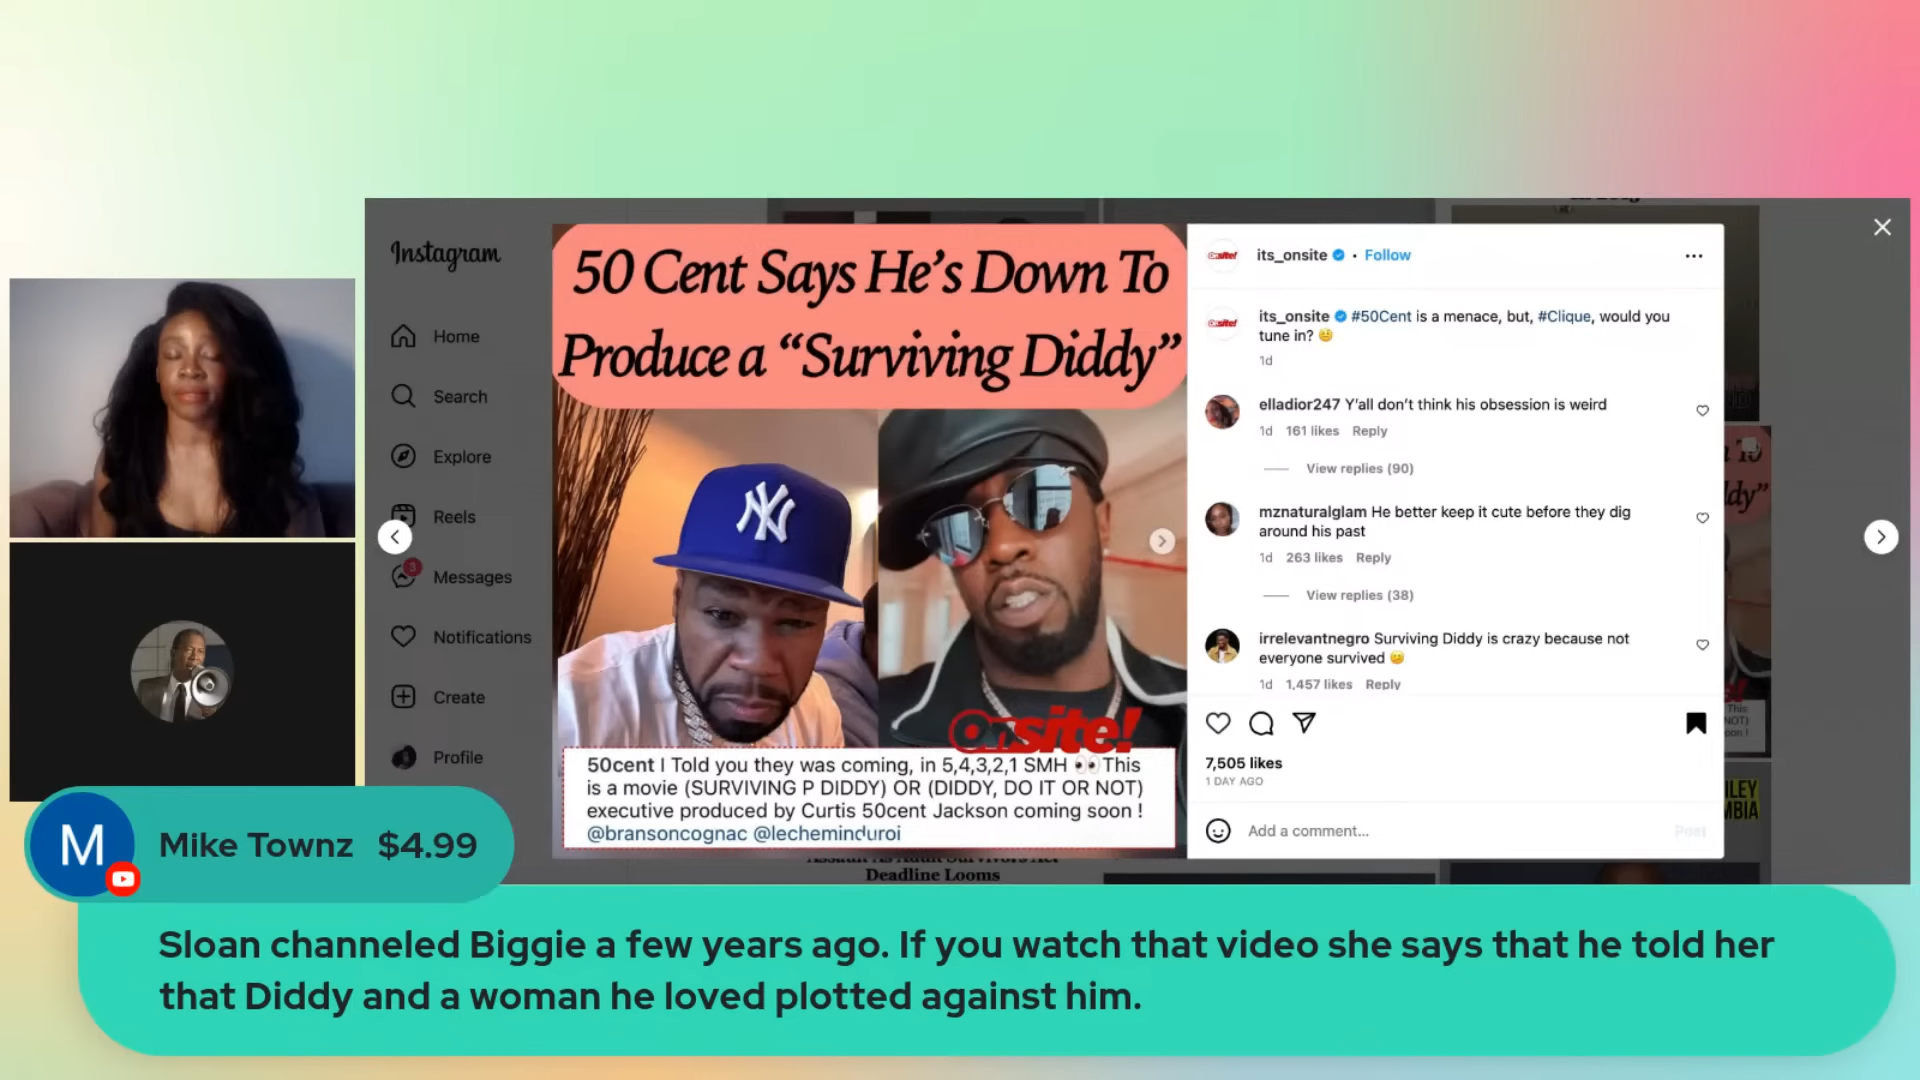 Instagram
Home
Search
Explore
Reels
3
Messages
Notifications
Create
Profile
50 Cent Says He's Down To
Produce a “Surviving Diddy”
NY
Onsite!
50cent I Told you they was coming, in 5,4,3,2,1 SMH 👀This
is a movie (SURVIVING P DIDDY) OR (DIDDY, DO IT OR NOT)
executive produced by Curtis 50cent Jackson coming soon !
@bransoncognac @lecheminduroi
Deadline Looms
its_onsite • Follow
its_onsite #50Cent is a menace, but, #Clique, would you
tune in? 🤨
1d
elladior247 Y'all don't think his obsession is weird
1d 161 likes Reply
View replies (90)
mznaturalglam He better keep it cute before they dig
around his past
1d 263 likes Reply
View replies (38)
irrelevantnegro Surviving Diddy is crazy because not
everyone survived 🫤
1d 1,457 likes Reply
7,505 likes
1 DAY AGO
Add a comment...
Post
M
Mike Townz $4.99
Sloan channeled Biggie a few years ago. If you watch that video she says that he told her
that Diddy and a woman he loved plotted against him.